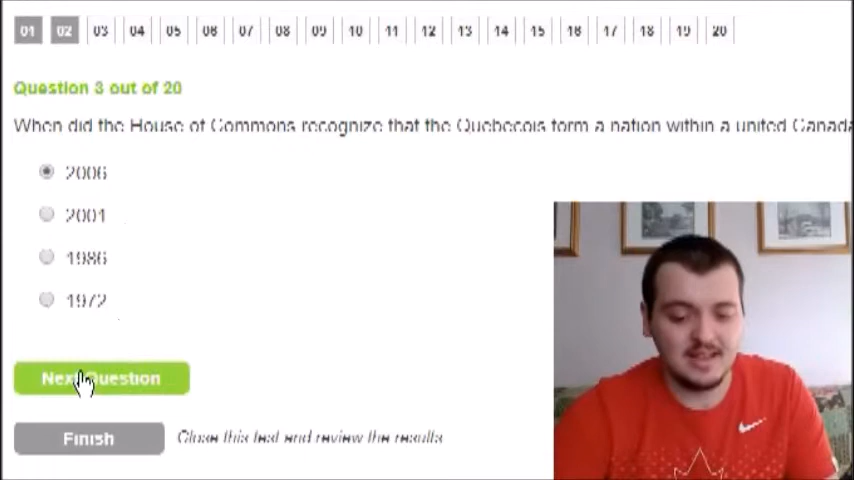 01 02 03 04 05 06 07 08 09 10 11 12 13 14 15 16 17 18 19 20
Question 3 out of 20
When did the House of Commons recognize that the Quebecois form a nation within a united Canada
2006
2001
1986
1972
Next Question
Finish Close this test and review the results